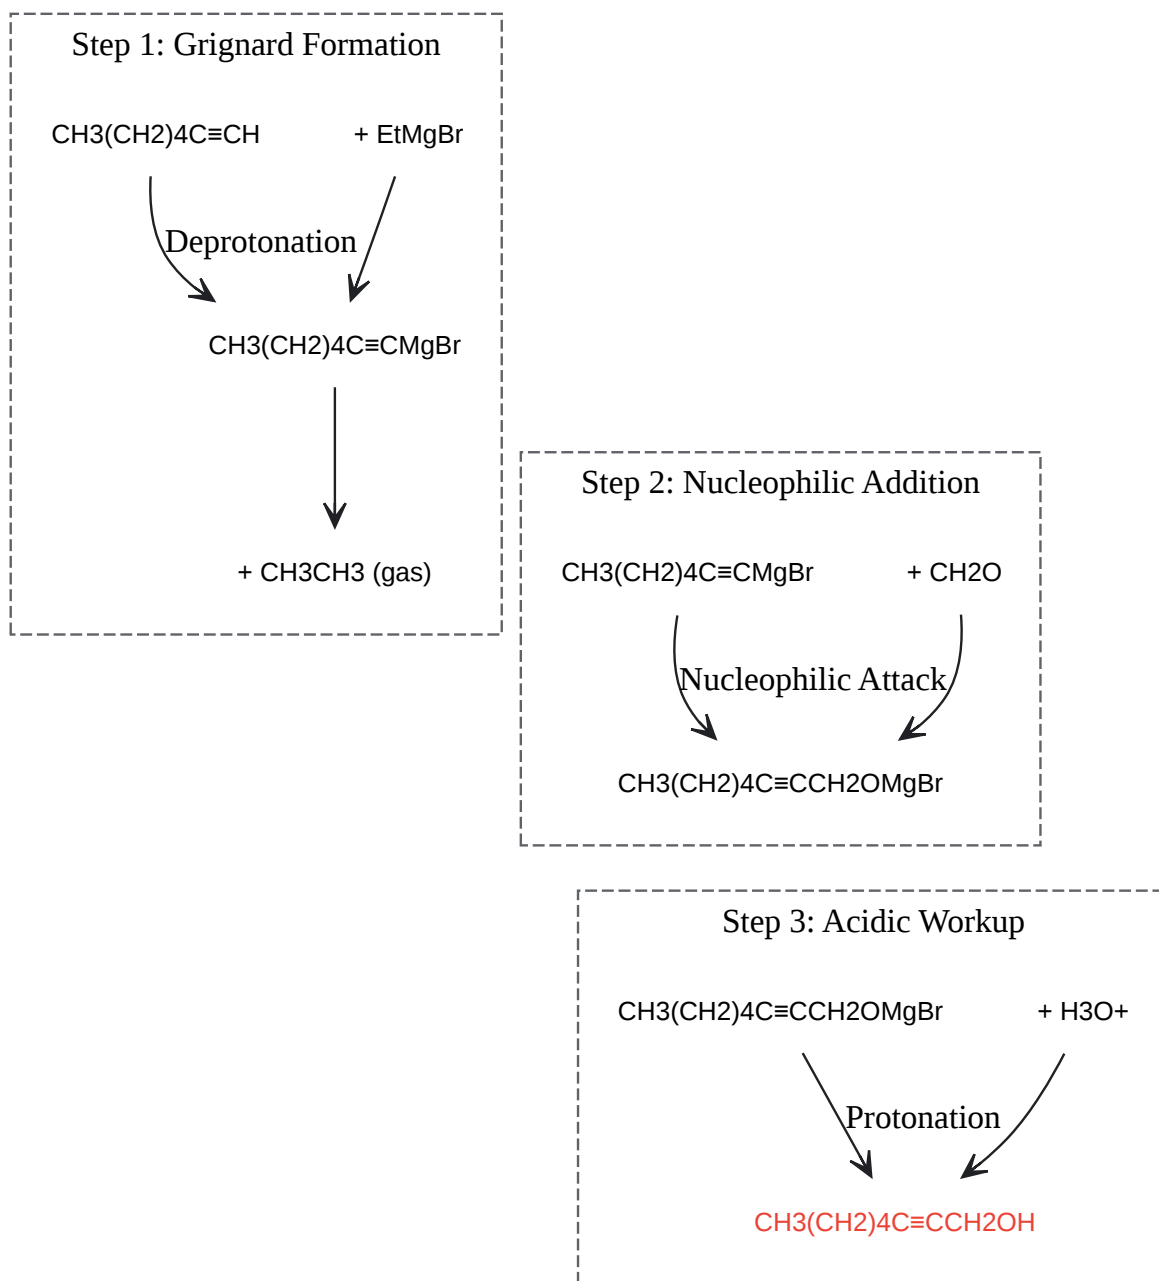 Step 1: Grignard Formation
CH3(CH2)4C≡CH
+ EtMgBr
Deprotonation
CH3(CH2)4C≡CMgBr
+ CH3CH3 (gas)
Step 2: Nucleophilic Addition
CH3(CH2)4C≡CMgBr
+ CH2O
Nucleophilic Attack
CH3(CH2)4C≡CCH2OMgBr
Step 3: Acidic Workup
CH3(CH2)4C≡CCH2OMgBr
+ H3O+
Protonation
CH3(CH2)4C≡CCH2OH